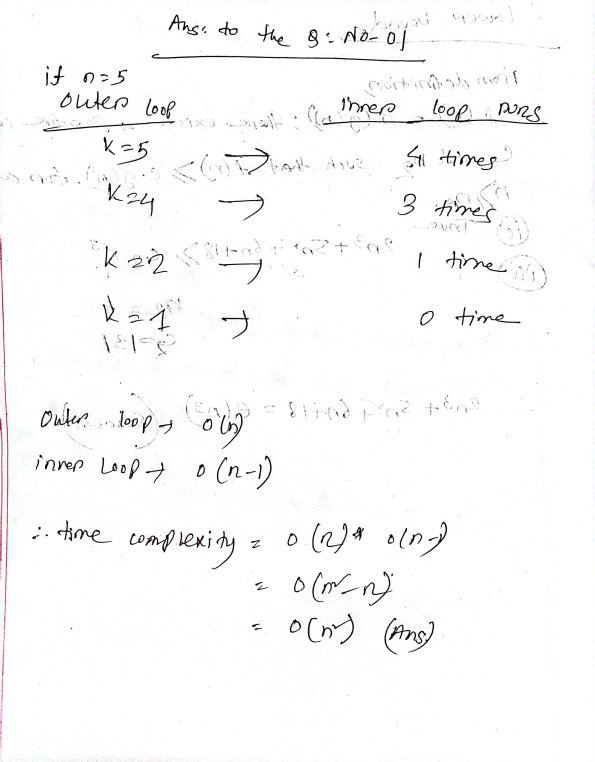 Ans: to the Q: No- 01
if n=5
Outer loop inner loop runs
k=5 → 4 times
k=4 → 3 times
k=2 → 1 time
k=1 → 0 time
Outer loop → O(n)
inner Loop → O(n-1)
∴ time complexity = O(n) * O(n-1)
= O(n²-n)
= O(n²) (Ans)